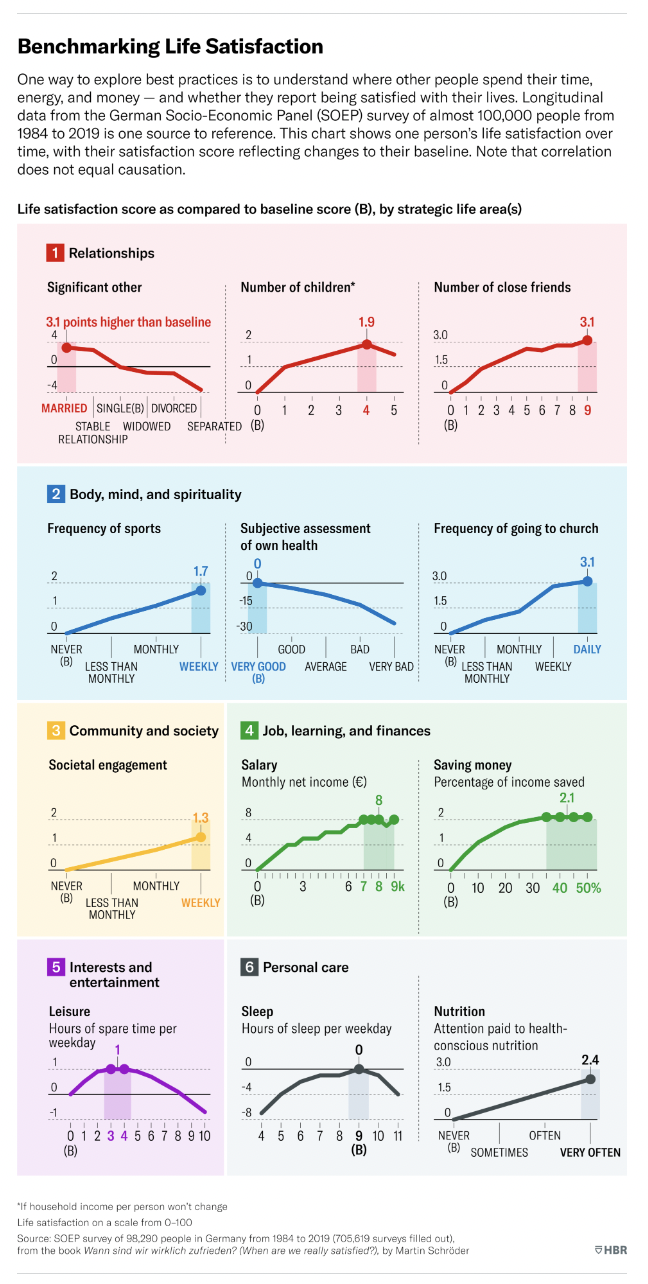 Benchmarking Life Satisfaction
One way to explore best practices is to understand where other people spend their time,
energy, and money — and whether they report being satisfied with their lives. Longitudinal
data from the German Socio-Economic Panel (SOEP) survey of almost 100,000 people from
1984 to 2019 is one source to reference. This chart shows one person's life satisfaction over
time, with their satisfaction score reflecting changes to their baseline. Note that correlation
does not equal causation.
Life satisfaction score as compared to baseline score (B), by strategic life area(s)
1 Relationships
Significant other
3.1 points higher than baseline
4
0
-4
MARRIED SINGLE(B) DIVORCED
STABLE WIDOWED SEPARATED
RELATIONSHIP
Number of children*
1.9
2
1
0
0 1 2 3 4 5
(B)
Number of close friends
3.1
3.0
1.5
0
0 1 2 3 4 5 6 7 8 9
(B)
2 Body, mind, and spirituality
Frequency of sports
1.7
2
1
0
NEVER MONTHLY
(B) LESS THAN WEEKLY
MONTHLY
Subjective assessment
of own health
0
0
-15
-30
GOOD BAD
VERY GOOD AVERAGE VERY BAD
(B)
Frequency of going to church
3.1
3.0
1.5
0
NEVER MONTHLY DAILY
(B) LESS THAN WEEKLY
MONTHLY
3 Community and society
Societal engagement
1.3
2
1
0
NEVER MONTHLY
(B) LESS THAN WEEKLY
MONTHLY
4 Job, learning, and finances
Salary
Monthly net income (€)
8
8
4
0
0 3 6 7 8 9k
(B)
Saving money
Percentage of income saved
2.1
2
1
0
0 10 20 30 40 50%
(B)
5 Interests and
entertainment
Leisure
Hours of spare time per
weekday
1
1
0
-1
0 1 2 3 4 5 6 7 8 9 10
(B)
6 Personal care
Sleep
Hours of sleep per weekday
0
0
-4
-8
4 5 6 7 8 9 10 11
(B)
Nutrition
Attention paid to health-
conscious nutrition
2.4
3.0
1.5
0
NEVER OFTEN
(B) SOMETIMES VERY OFTEN
*If household income per person won't change
Life satisfaction on a scale from 0–100
Source: SOEP survey of 98,290 people in Germany from 1984 to 2019 (705,619 surveys filled out),
from the book Wann sind wir wirklich zufrieden? (When are we really satisfied?), by Martin Schröder
HBR